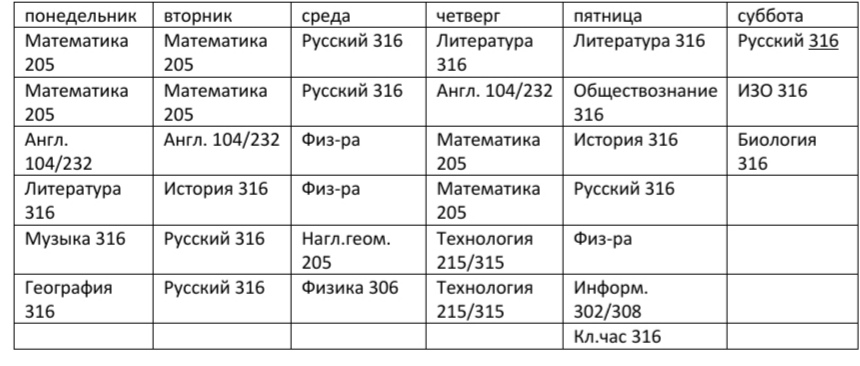 понедельник вторник среда четверг пятница суббота
Математика Математика Русский 316 Литература Литература 316 Русский 316
205 205 316
Математика Математика Русский 316 Англ. 104/232 Обществознание ИЗО 316
205 205 316
Англ. Англ. 104/232 Физ-ра Математика История 316 Биология
104/232 205 316
Литература История 316 Физ-ра Математика Русский 316
316 205
Музыка 316 Русский 316 Нагл.геом. Технология Физ-ра
205 215/315
География Русский 316 Физика 306 Технология Информ.
316 215/315 302/308
Кл.час 316